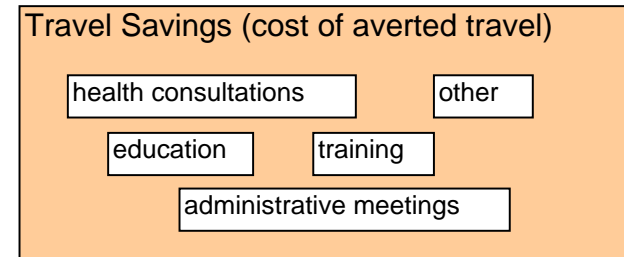 Travel Savings (cost of averted travel)
health consultations
other
education
training
administrative meetings